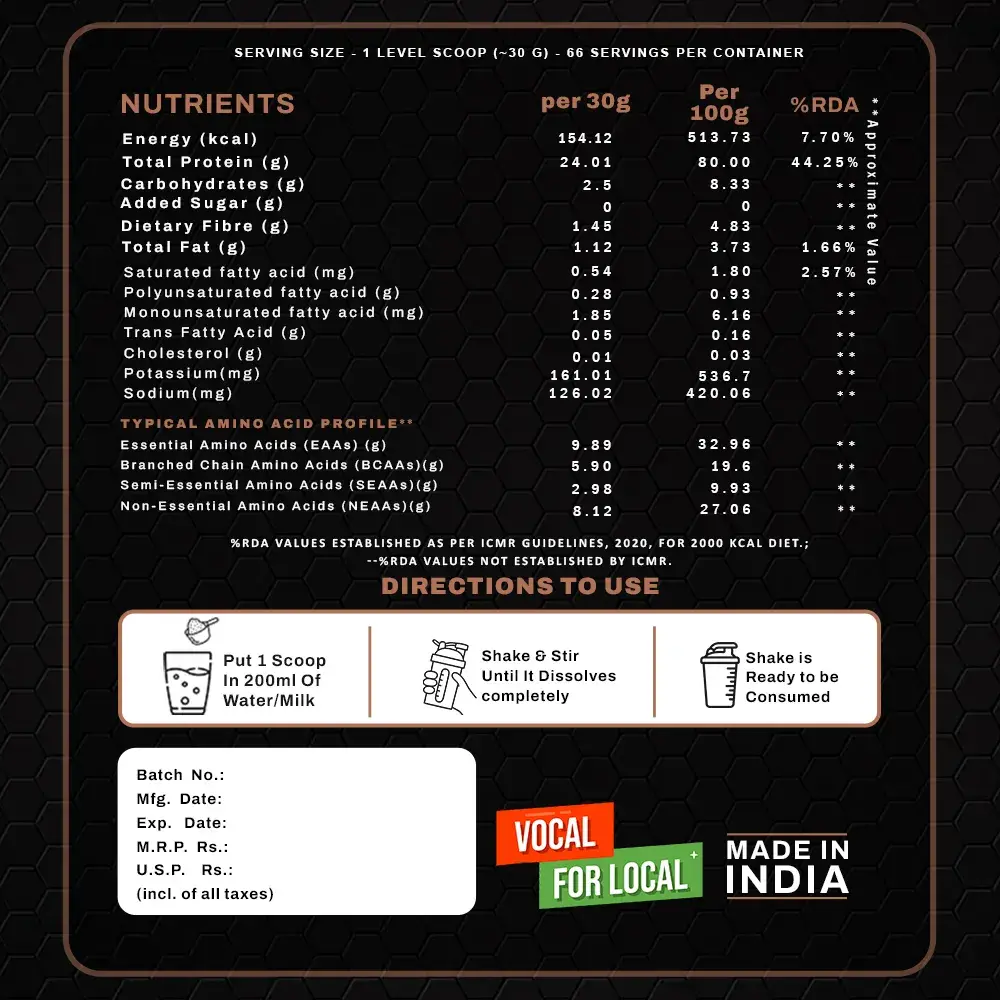 SERVING SIZE - 1 LEVEL SCOOP (~30 G) - 66 SERVINGS PER CONTAINER
NUTRIENTS per 30g Per 100g %RDA
Energy (kcal) 154.12 513.73 7.70%
Total Protein (g) 24.01 80.00 44.25%
Carbohydrates (g) 2.5 8.33 **
Added Sugar (g) 0 0 **
Dietary Fibre (g) 1.45 4.83 **
Total Fat (g) 1.12 3.73 1.66%
Saturated fatty acid (mg) 0.54 1.80 2.57%
Polyunsaturated fatty acid (g) 0.28 0.93 **
Monounsaturated fatty acid (mg) 1.85 6.16 **
Trans Fatty Acid (g) 0.05 0.16 **
Cholesterol (g) 0.01 0.03 **
Potassium(mg) 161.01 536.7 **
Sodium(mg) 126.02 420.06 **
**Approximate Value
TYPICAL AMINO ACID PROFILE**
Essential Amino Acids (EAAs) (g) 9.89 32.96 **
Branched Chain Amino Acids (BCAAs)(g) 5.90 19.6 **
Semi-Essential Amino Acids (SEAAs)(g) 2.98 9.93 **
Non-Essential Amino Acids (NEAAs)(g) 8.12 27.06 **
%RDA VALUES ESTABLISHED AS PER ICMR GUIDELINES, 2020, FOR 2000 KCAL DIET.;
--%RDA VALUES NOT ESTABLISHED BY ICMR.
DIRECTIONS TO USE
Put 1 Scoop
In 200ml Of
Water/Milk
Shake & Stir
Until It Dissolves
completely
Shake is
Ready to be
Consumed
Batch No.:
Mfg. Date:
Exp. Date:
M.R.P. Rs.:
U.S.P. Rs.:
(incl. of all taxes)
VOCAL
FOR LOCAL
MADE IN
INDIA